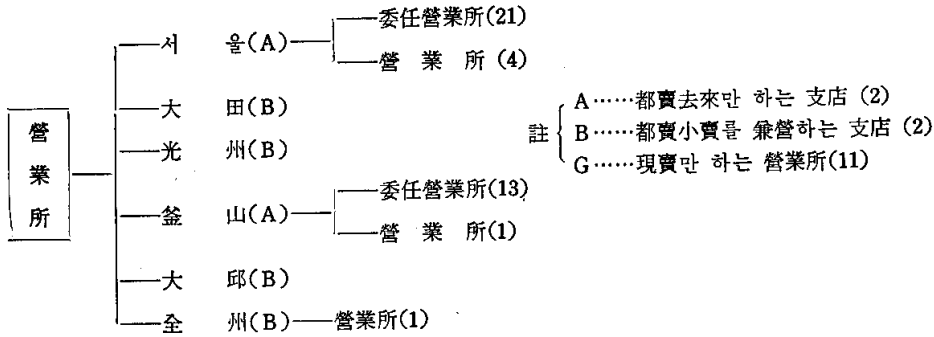 營業所
서 울(A) 委任營業所(21)
營 業 所 (4)
大 田(B)
光 州(B)
釜 山(A) 委任營業所(13)
營 業 所(1)
大 邱(B)
全 州(B) 營業所(1)
註
A……都賣去來만 하는 支店 (2)
B……都賣小賣를 兼營하는 支店 (2)
G……現賣만 하는 營業所(11)